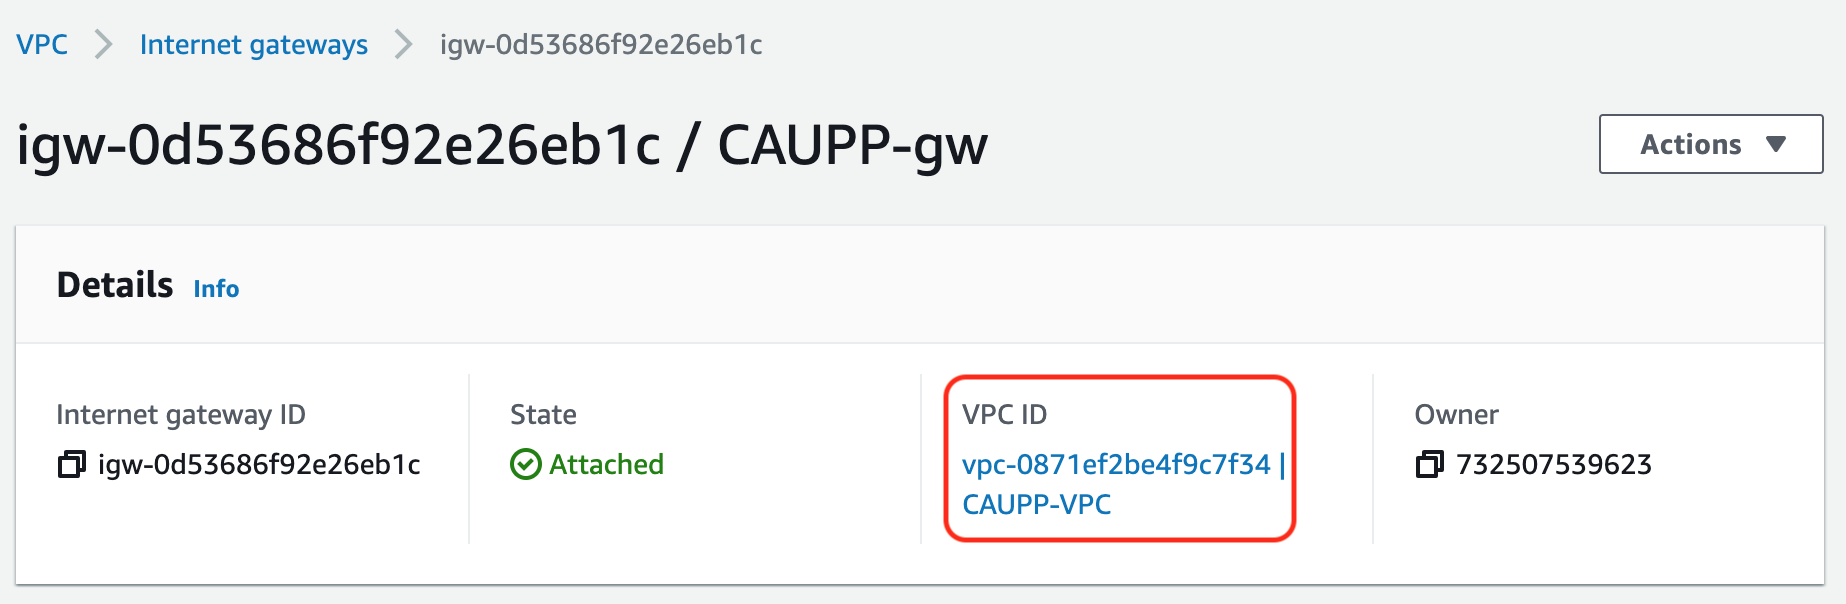 VPC Internet gateways igw-0d53686f92e26eb1c
igw-0d53686f92e26eb1c / CAUPP-gw
Actions
Details Info
Internet gateway ID
igw-0d53686f92e26eb1c
State
Attached
VPC ID
vpc-0871ef2be4f9c7f34 |
CAUPP-VPC
Owner
732507539623